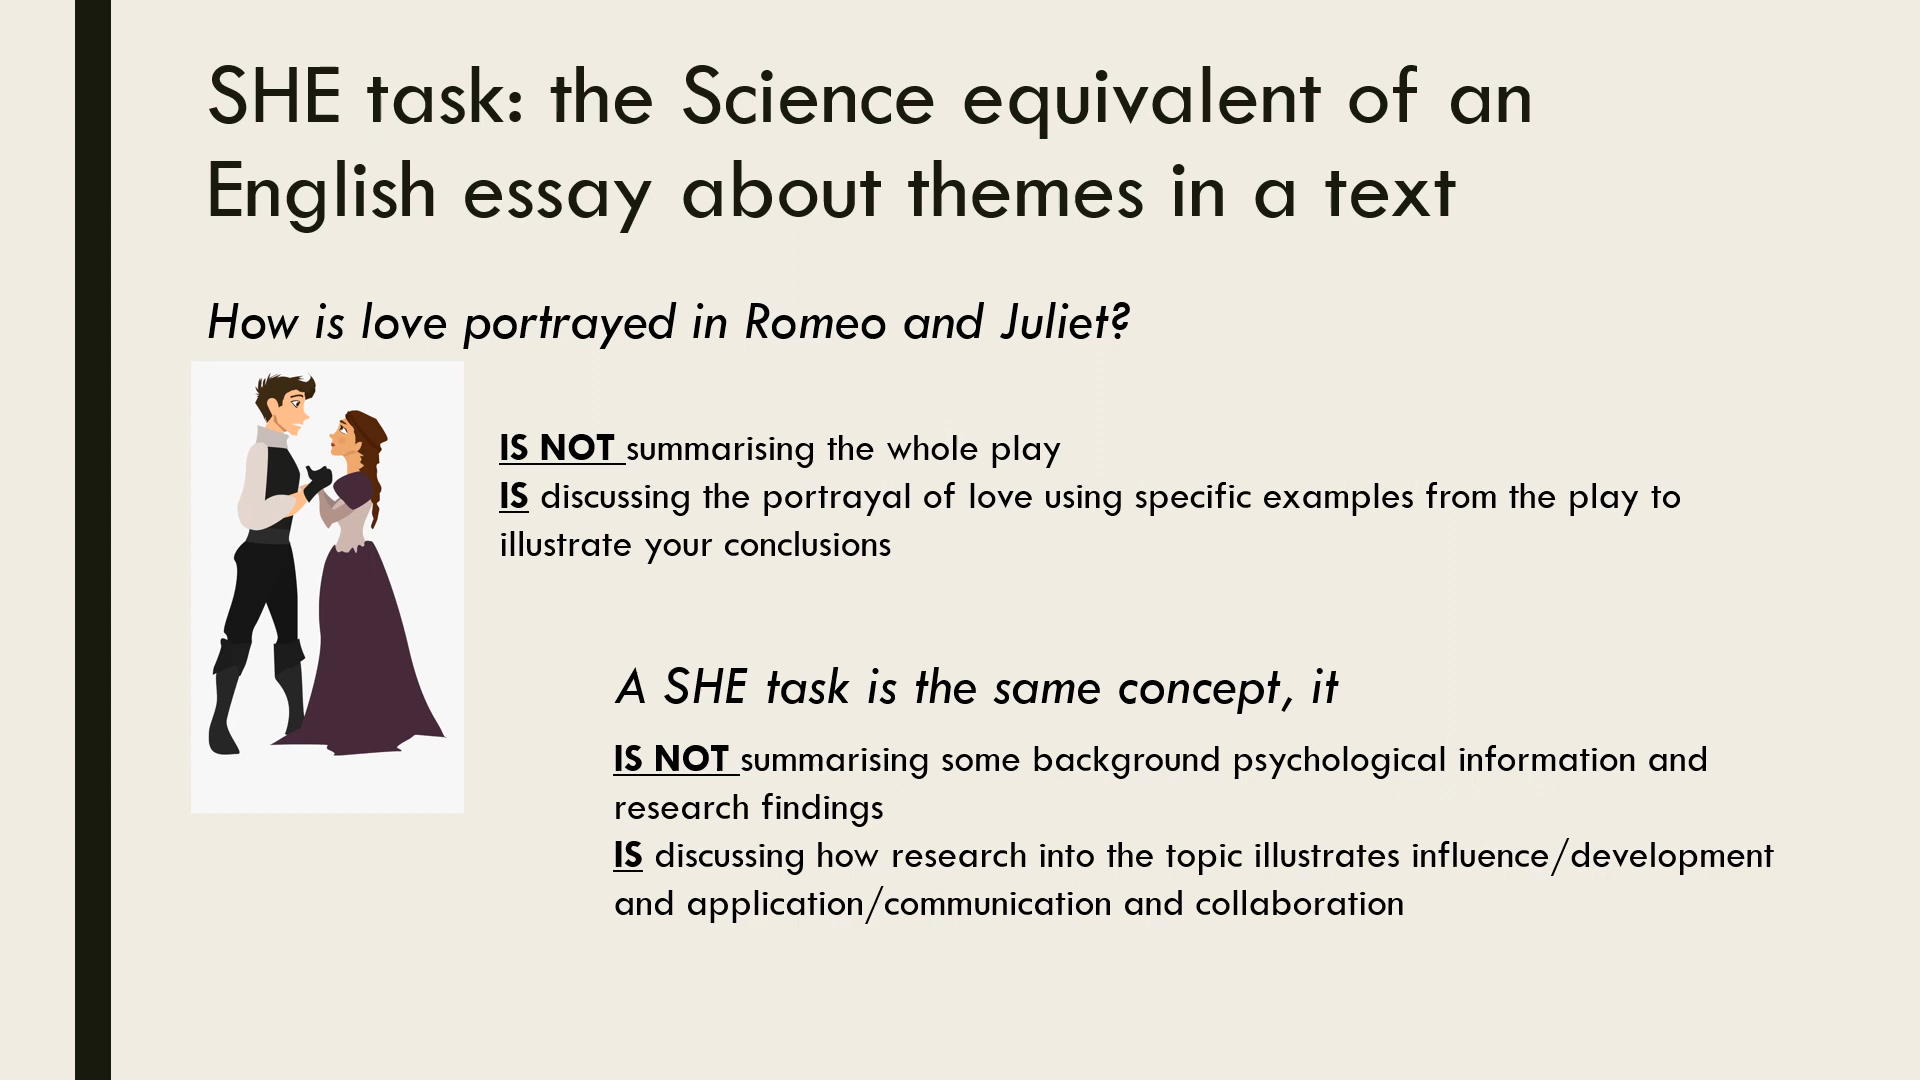 SHE task: the Science equivalent of an
English essay about themes in a text
How is love portrayed in Romeo and Juliet?
IS NOT summarising the whole play
IS discussing the portrayal of love using specific examples from the play to
illustrate your conclusions
A SHE task is the same concept, it
IS NOT summarising some background psychological information and
research findings
IS discussing how research into the topic illustrates influence/development
and application/communication and collaboration